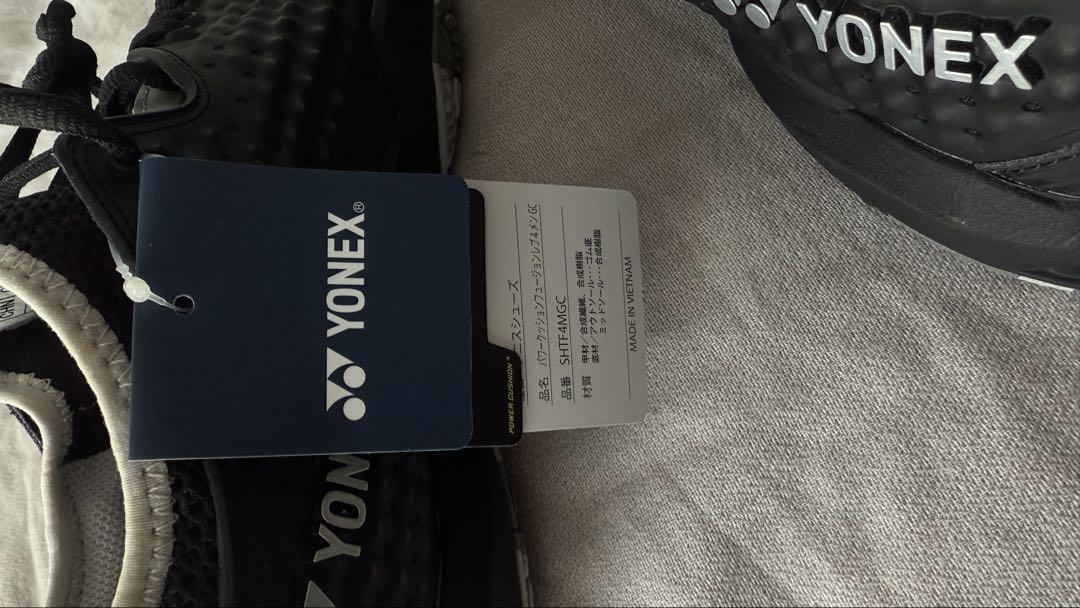 YONEX
YONEX®
POWER CUSHION+
シューズ
品名 パワークッションフュージョンレブ4メンGC
品番 SHTF4MGC
材質 甲材/合成繊維、合成樹脂
底材/アウトソール…ゴム底
ミッドソール…合成樹脂
MADE IN VIETNAM
YON